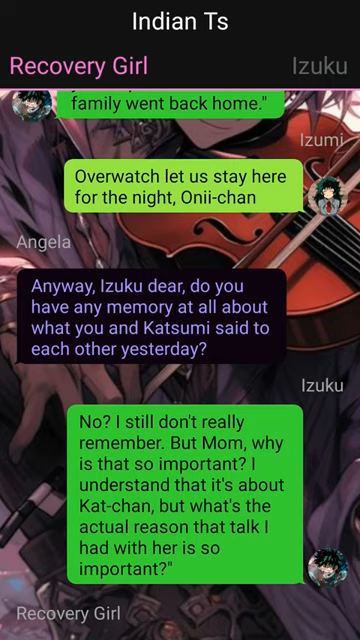 Indian Ts
Recovery Girl
Izuku
family went back home."
Izumi
Overwatch let us stay here
for the night, Onii-chan
Angela
Anyway, Izuku dear, do you
have any memory at all about
what you and Katsumi said to
each other yesterday?
Izuku
No? I still don't really
remember. But Mom, why
is that so important? I
understand that it's about
Kat-chan, but what's the
actual reason that talk I
had with her is so
important?"
Recovery Girl